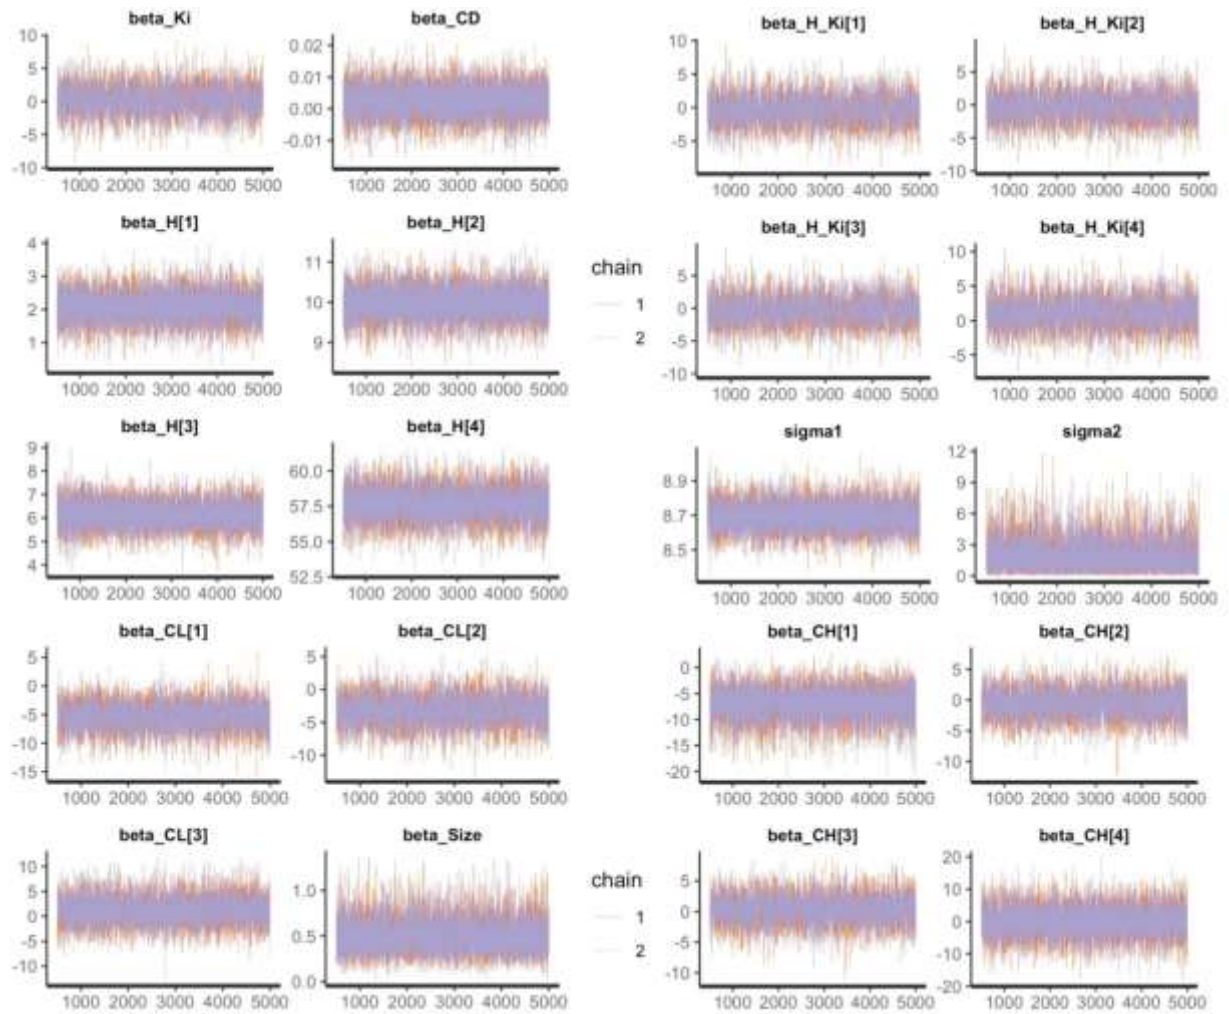 beta_Ki beta_CD beta_H_Ki[1] beta_H_Ki[2]
10 0.02 10
5 0.01 5 5
0 0.00 0 0
-5 -0.01 -5 -5
-10 -10
1000 2000 3000 4000 5000 1000 2000 3000 4000 5000 1000 2000 3000 4000 5000 1000 2000 3000 4000 5000
beta_H[1] beta_H[2] beta_H_Ki[3] beta_H_Ki[4]
4 11 10
3 10 5 5
2 9 0 0
1 -5 -5
-10
chain
1
2
1000 2000 3000 4000 5000 1000 2000 3000 4000 5000 1000 2000 3000 4000 5000 1000 2000 3000 4000 5000
beta_H[3] beta_H[4] sigma1 sigma2
9 12
8 60.0 8.9 9
7 57.5 8.7 6
6 55.0 8.5 3
5 52.5 0
4
1000 2000 3000 4000 5000 1000 2000 3000 4000 5000 1000 2000 3000 4000 5000 1000 2000 3000 4000 5000
beta_CL[1] beta_CL[2] beta_CH[1] beta_CH[2]
5 5 0 5
0 0 -5 0
-5 -5 -10 -5
-10 -10 -15 -10
-15 -20
1000 2000 3000 4000 5000 1000 2000 3000 4000 5000 1000 2000 3000 4000 5000 1000 2000 3000 4000 5000
beta_CL[3] beta_Size beta_CH[3] beta_CH[4]
10 1.0 5 20
5 0.5 0 10
0 0.0 -5 0
-5 -10 -10
-10 -20
chain
1
2
1000 2000 3000 4000 5000 1000 2000 3000 4000 5000 1000 2000 3000 4000 5000 1000 2000 3000 4000 5000